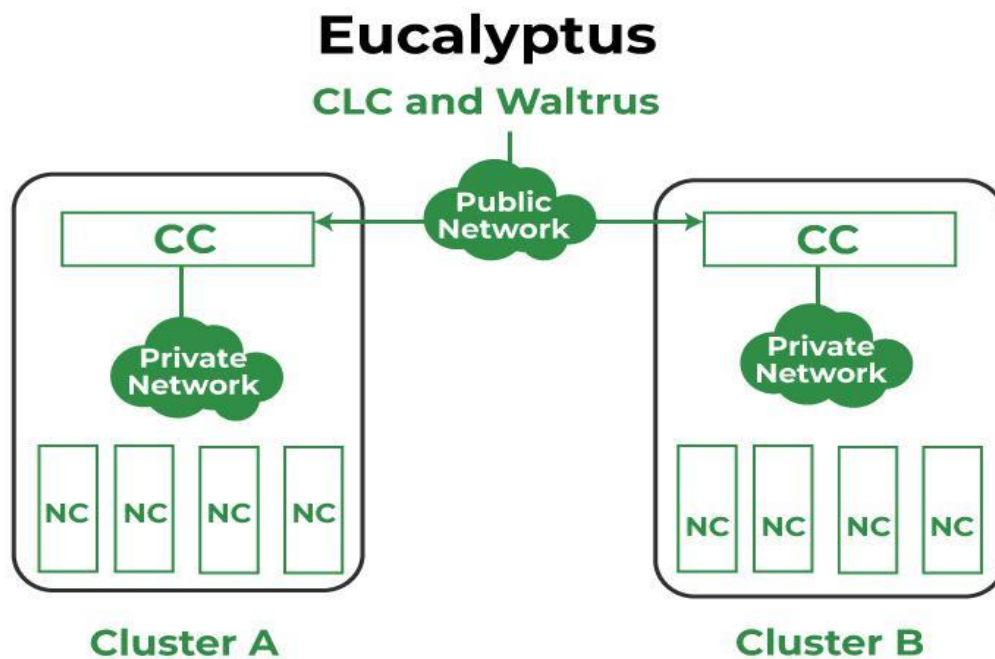 Eucalyptus
CLC and Waltrus
Public
Network
CC
CC
Private
Network
Private
Network
NC
NC
NC
NC
NC
NC
NC
NC
Cluster A
Cluster B